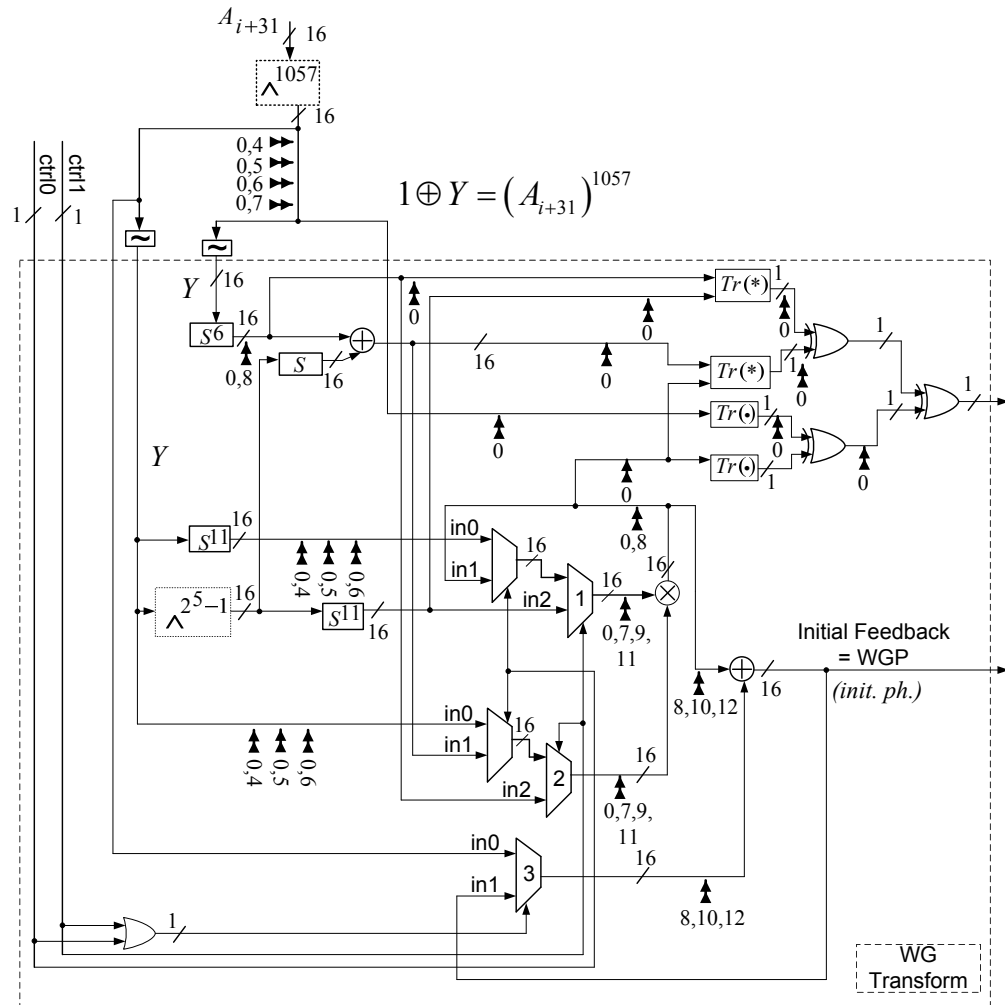 A_{i+31} 16
^1057
16
ctrl0
ctrl1
0,4
0,5
0,6
0,7
1 ⊕ Y = (A_{i+31})^{1057}
1
1
~
~
Y
16
S^6
16
0,8
S
16
⊕
16
0
0
0
0
Tr(*)
1
0
Tr(*)
1
0
1
1
Tr(·)
1
0
Tr(·)
1
1
0
0
0,8
Y
S^{11}
16
0,4
0,5
0,6
^2^5−1
16
S^{11}
16
in0
in1
16
in2
1
16
0,7,9,
11
16
⊗
Initial Feedback
= WGP
(init. ph.)
⊕
16
8,10,12
0,4
0,5
0,6
in0
in1
16
in2
2
16
0,7,9,
11
in0
in1
3
16
8,10,12
1
WG
Transform